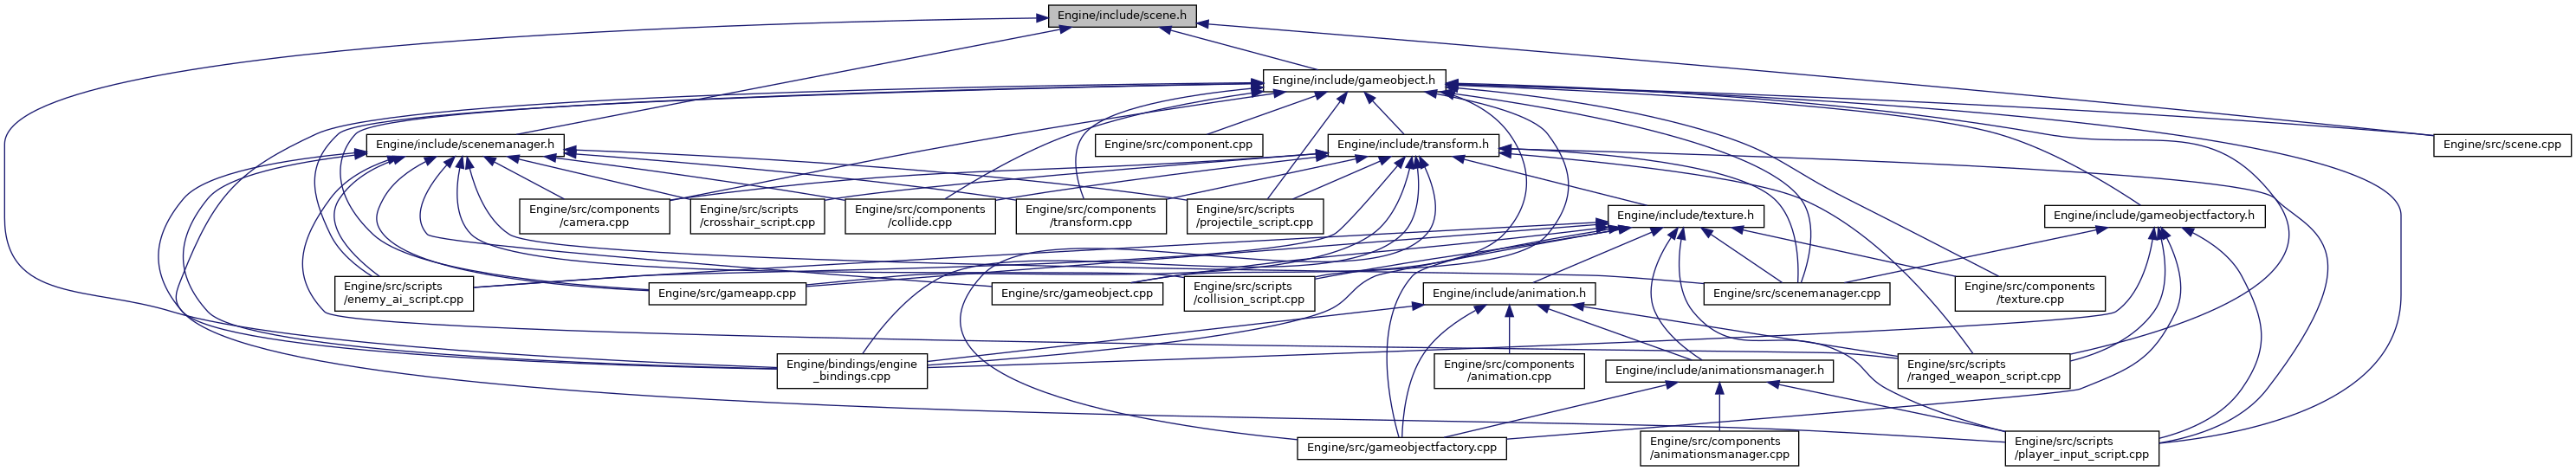 Engine/include/scene.h
Engine/include/gameobject.h
Engine/include/scenemanager.h
Engine/src/component.cpp
Engine/include/transform.h
Engine/src/scene.cpp
Engine/src/components
/camera.cpp
Engine/src/scripts
/crosshair_script.cpp
Engine/src/components
/collide.cpp
Engine/src/components
/transform.cpp
Engine/src/scripts
/projectile_script.cpp
Engine/include/texture.h
Engine/include/gameobjectfactory.h
Engine/src/scripts
/enemy_ai_script.cpp
Engine/src/gameapp.cpp
Engine/src/gameobject.cpp
Engine/src/scripts
/collision_script.cpp
Engine/include/animation.h
Engine/src/scenemanager.cpp
Engine/src/components
/texture.cpp
Engine/bindings/engine
_bindings.cpp
Engine/src/components
/animation.cpp
Engine/include/animationsmanager.h
Engine/src/scripts
/ranged_weapon_script.cpp
Engine/src/gameobjectfactory.cpp
Engine/src/components
/animationsmanager.cpp
Engine/src/scripts
/player_input_script.cpp